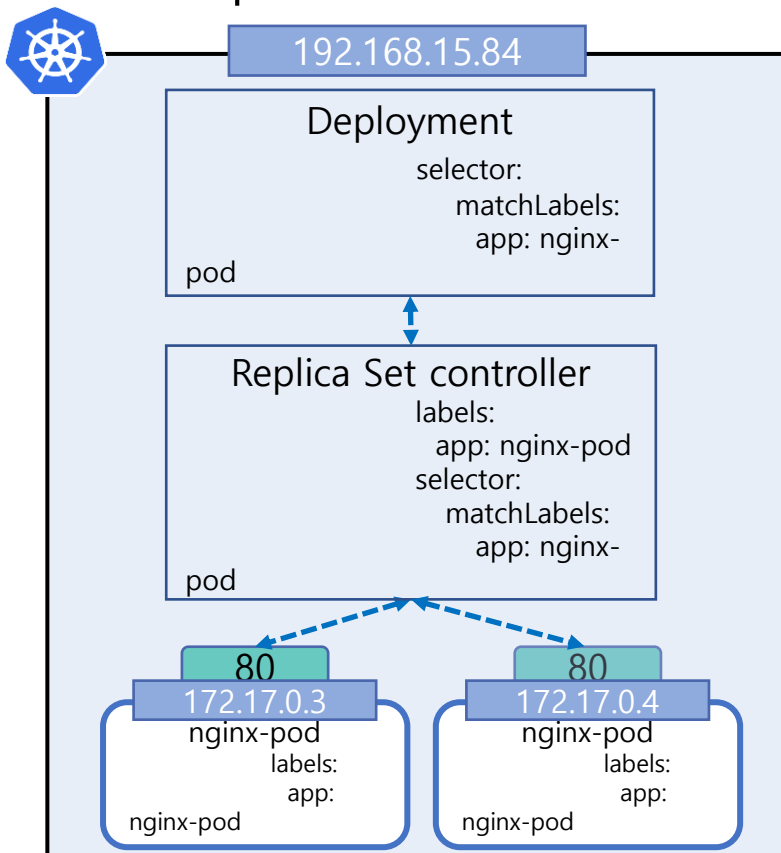 192.168.15.84
Deployment
selector:
matchLabels:
app: nginx-
pod
Replica Set controller
labels:
app: nginx-pod
selector:
matchLabels:
app: nginx-
pod
80
172.17.0.3
nginx-pod
labels:
app:
nginx-pod
80
172.17.0.4
nginx-pod
labels:
app:
nginx-pod